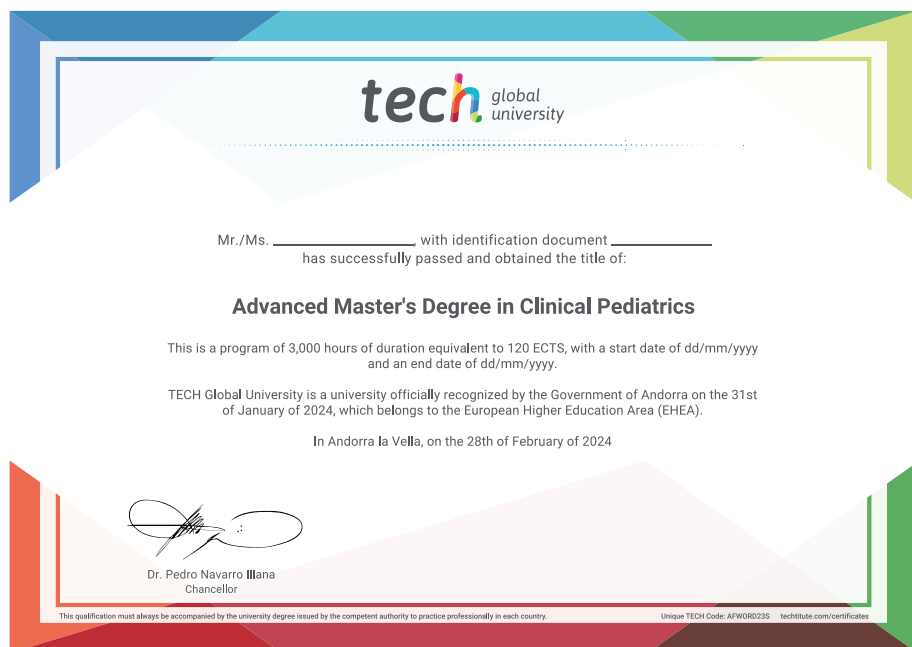 tech global university
Mr./Ms. ____________________, with identification document ______________
has successfully passed and obtained the title of:
Advanced Master's Degree in Clinical Pediatrics
This is a program of 3,000 hours of duration equivalent to 120 ECTS, with a start date of dd/mm/yyyy
and an end date of dd/mm/yyyy.
TECH Global University is a university officially recognized by the Government of Andorra on the 31st
of January of 2024, which belongs to the European Higher Education Area (EHEA).
In Andorra la Vella, on the 28th of February of 2024
Dr. Pedro Navarro Illana
Chancellor
This qualification must always be accompanied by the university degree issued by the competent authority to practice professionally in each country.
Unique TECH Code: AFWORD23S techtitute.com/certificates